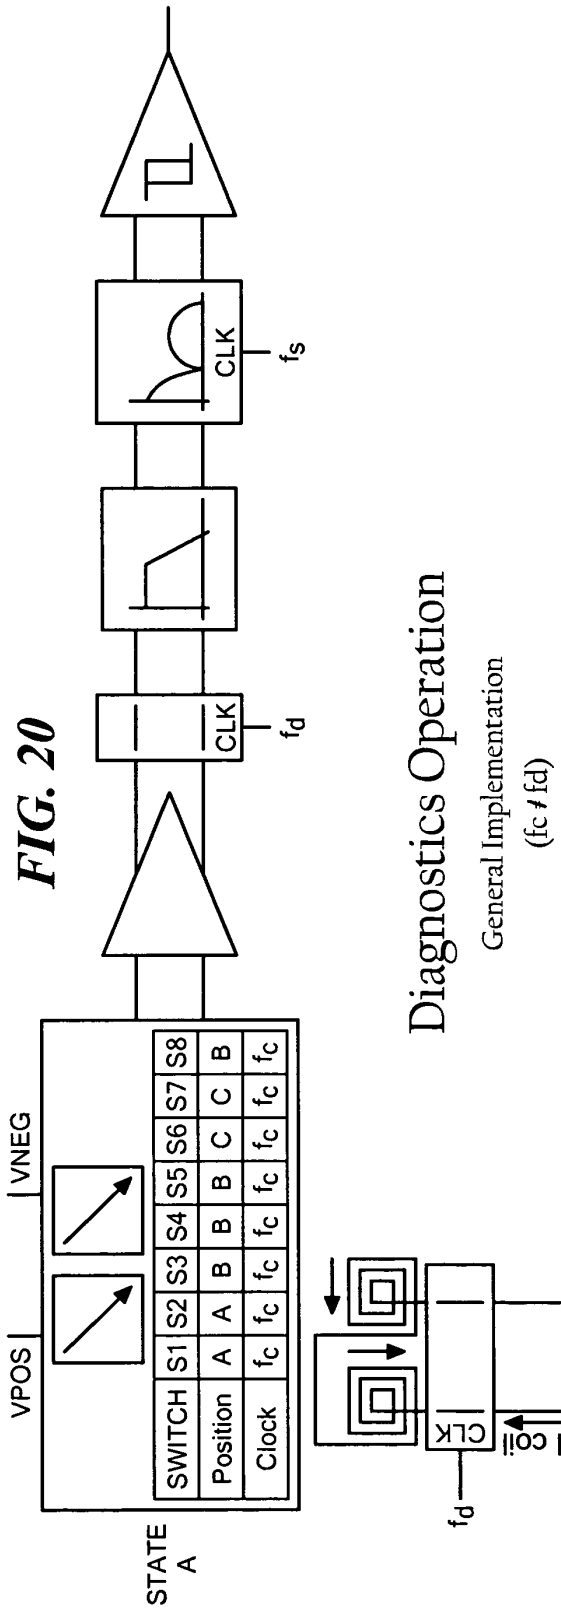 FIG. 20
VPOS VNEG
STATE
A
SWITCH S1 S2 S3 S4 S5 S6 S7 S8
Position A A B B B C C B
Clock fc fc fc fc fc fc fc fc
CLK
fd
CLK
fs
fd
CLK
I coil
Diagnostics Operation
General Implementation
(fc ≠ fd)